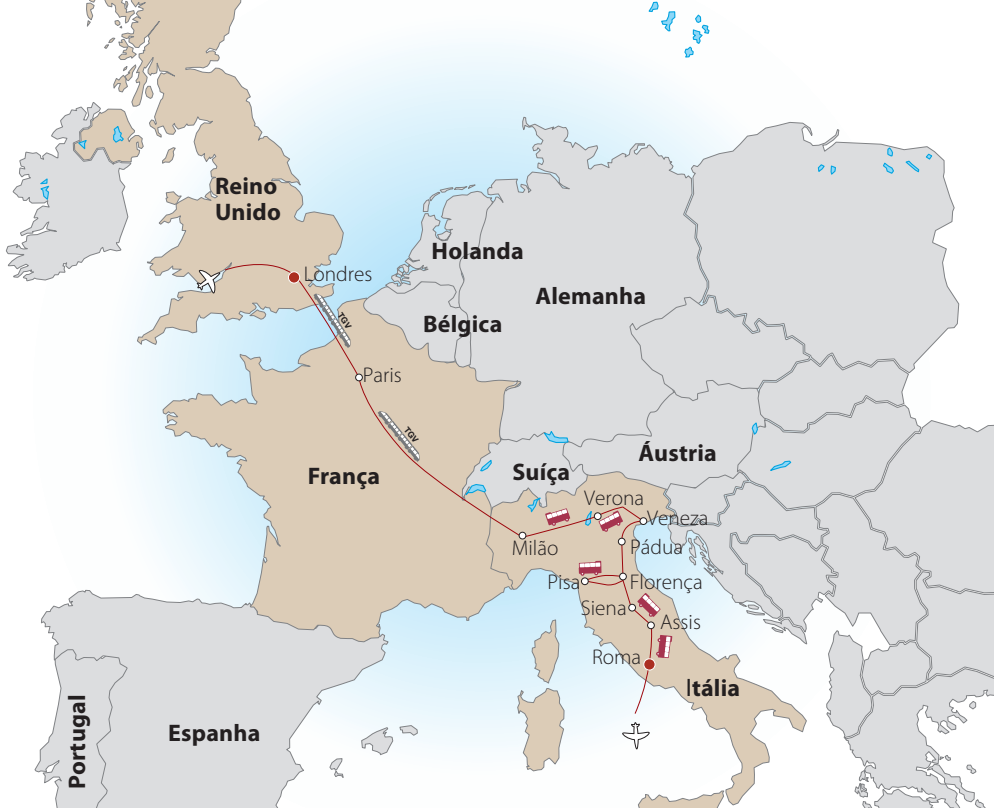 Reino
Unido
Londres
TGV
Holanda
Alemanha
Bélgica
Paris
TGV
França
Suíça
Áustria
Verona
Veneza
Milão
Pádua
Pisa
Florença
Siena
Assis
Roma
Itália
Portugal
Espanha